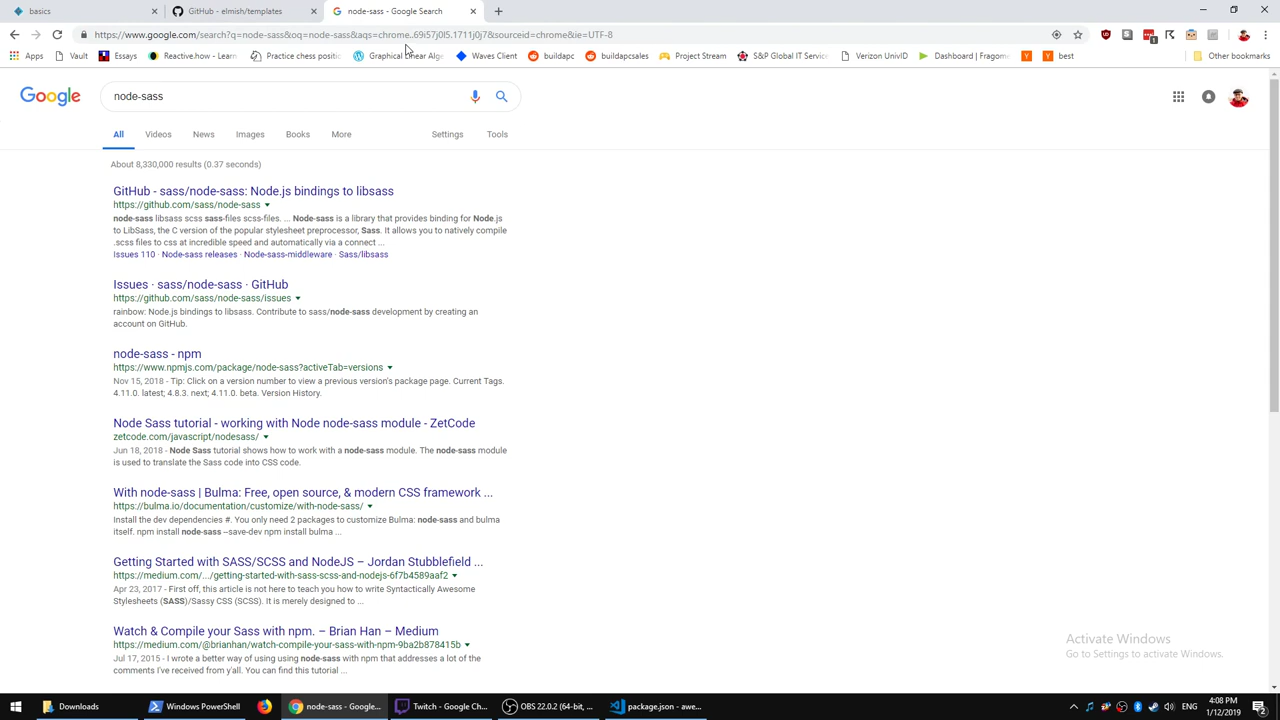 basics
GitHub - elmish/templates
node-sass - Google Search
https://www.google.com/search?q=node-sass&oq=node-sass&aqs=chrome..69i57j0l5.1711j0j7&sourceid=chrome&ie=UTF-8
Apps
Vault
Essays
Reactive.how - Learn
Practice chess position
Graphical Linear Alge
Waves Client
buildapc
buildapcsales
Project Stream
S&P Global IT Service
Verizon UnivID
Dashboard | Fragome
best
Other bookmarks
Google
node-sass
All
Videos
News
Images
Books
More
Settings
Tools
About 8,330,000 results (0.37 seconds)
GitHub - sass/node-sass: Node.js bindings to libsass
https://github.com/sass/node-sass
node-sass libsass scss sass-files scss-files. ... Node-sass is a library that provides binding for Node.js
to LibSass, the C version of the popular stylesheet preprocessor, Sass. It allows you to natively compile
.scss files to css at incredible speed and automatically via a connect ...
Issues 110 · Node-sass releases · Node-sass-middleware · Sass/libsass
Issues · sass/node-sass · GitHub
https://github.com/sass/node-sass/issues
rainbow: Node.js bindings to libsass. Contribute to sass/node-sass development by creating an
account on GitHub.
node-sass - npm
https://www.npmjs.com/package/node-sass?activeTab=versions
Nov 15, 2018 - Tip: Click on a version number to view a previous version's package page. Current Tags.
4.11.0. latest; 4.8.3. next; 4.11.0. beta. Version History.
Node Sass tutorial - working with Node node-sass module - ZetCode
zetcode.com/javascript/nodesass/
Jun 18, 2018 - Node Sass tutorial shows how to work with a node-sass module. The node-sass module
is used to translate the Sass code into CSS code.
With node-sass | Bulma: Free, open source, & modern CSS framework ...
https://bulma.io/documentation/customize/with-node-sass/
Install the dev dependencies #. You only need 2 packages to customize Bulma: node-sass and bulma
itself. npm install node-sass --save-dev npm install bulma ...
Getting Started with SASS/SCSS and NodeJS – Jordan Stubblefield ...
https://medium.com/.../getting-started-with-sass-scss-and-nodejs-6f7b4589aaf2
Apr 23, 2017 - First off, this article is not here to teach you how to write Syntactically Awesome
Stylesheets (SASS)/Sassy CSS (SCSS). It is merely designed to ...
Watch & Compile your Sass with npm. – Brian Han – Medium
https://medium.com/@brianhan/watch-compile-your-sass-with-npm-9ba2b878415b
Jul 17, 2015 - I wrote a better way of using using node-sass with npm that addresses a lot of the
comments I've received from y'all. You can find this tutorial ...
Activate Windows
Go to Settings to activate Windows.
Downloads
Windows PowerShell
node-sass - Google...
Twitch - Google Ch...
OBS 22.0.2 (64-bit, ...
package.json - awe...
ENG
4:08 PM
1/12/2019
2